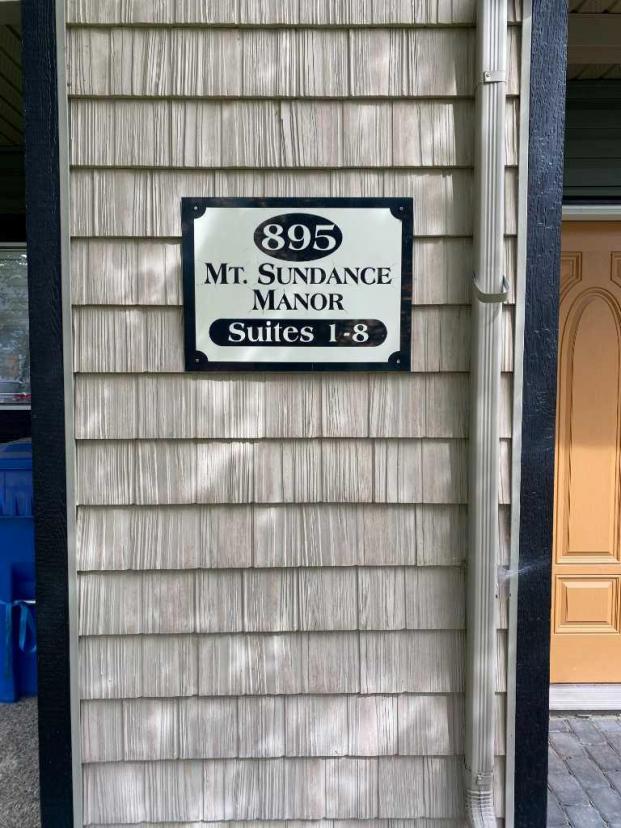 895
MT. SUNDANCE
MANOR
Suites 1-8